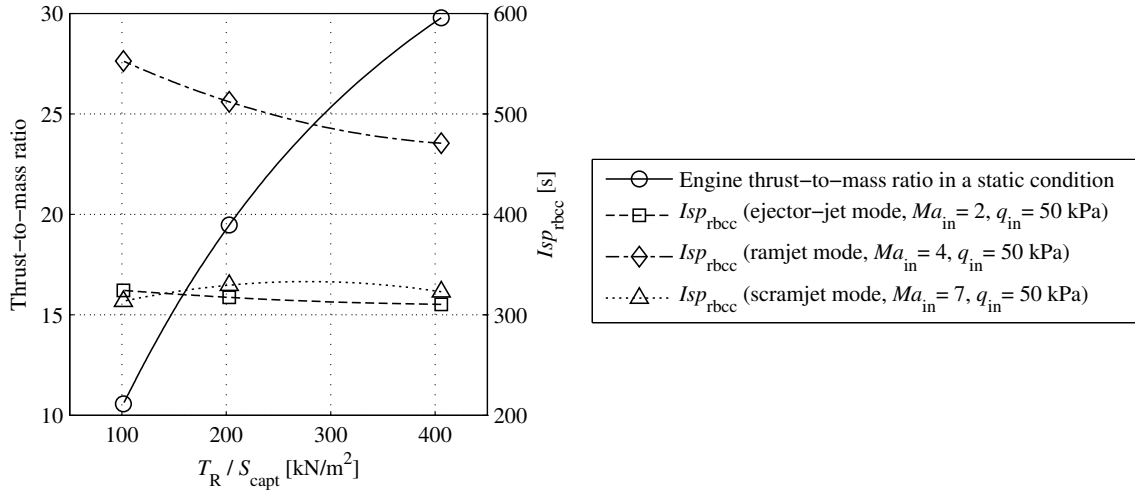 30
25
20
15
10
Thrust−to−mass ratio
600
500
400
300
200
Isp_rbcc [s]
100 200 300 400
T_R / S_capt [kN/m²]
Engine thrust−to−mass ratio in a static condition
Isp_rbcc (ejector−jet mode, Ma_in = 2, q_in = 50 kPa)
Isp_rbcc (ramjet mode, Ma_in = 4, q_in = 50 kPa)
Isp_rbcc (scramjet mode, Ma_in = 7, q_in = 50 kPa)